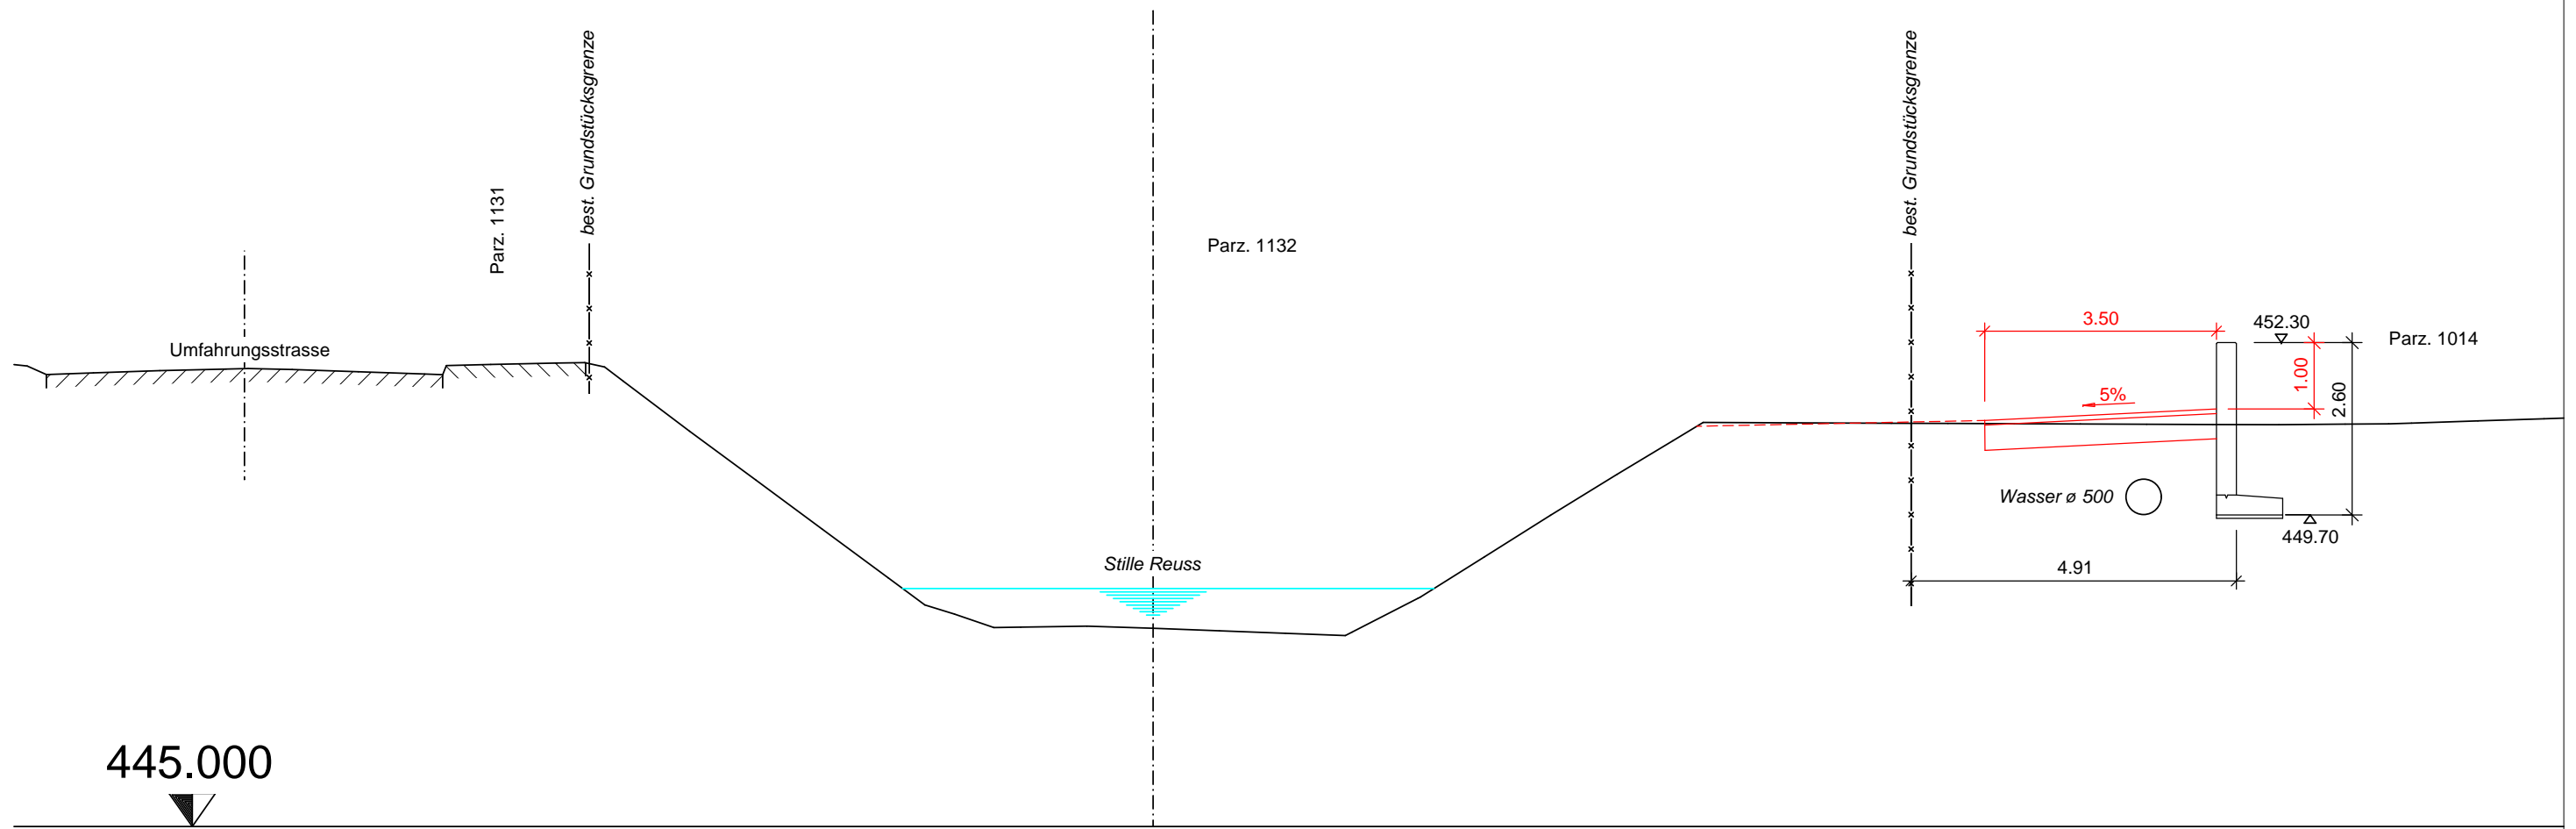 best. Grundstücksgrenze
best. Grundstücksgrenze
Parz. 1131
Parz. 1132
Umfahrungsstrasse
3.50
452.30
Parz. 1014
1.00
2.60
5%
Wasser ø 500
449.70
Stille Reuss
4.91
445.000